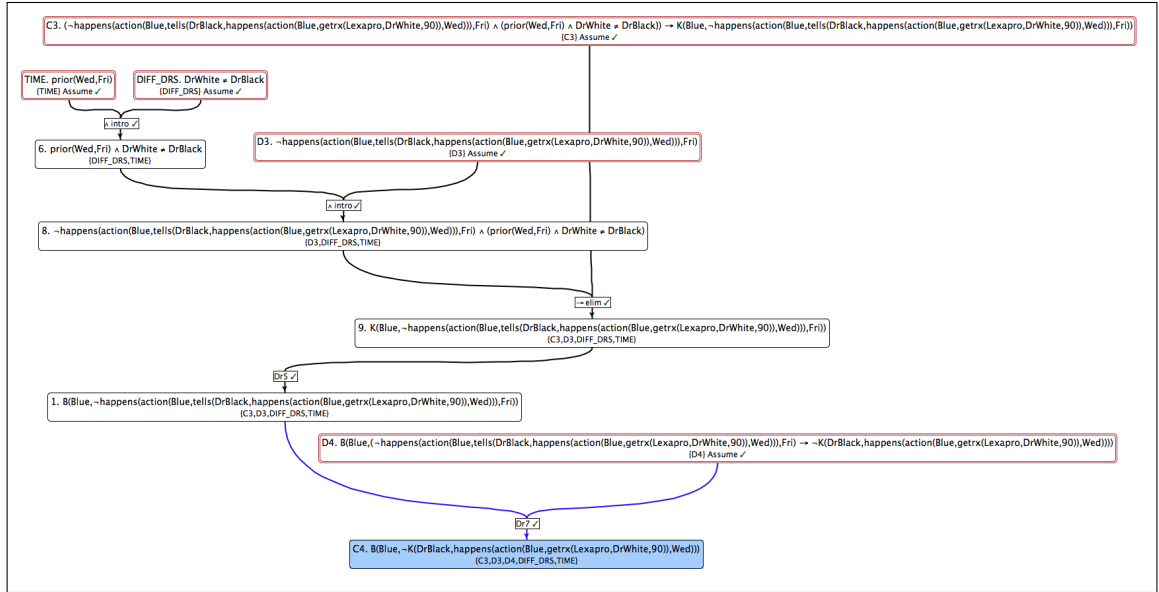 C3. (¬happens(action(Blue,tells(DrBlack,happens(action(Blue,getrx(Lexapro,DrWhite,90)),Wed))),Fri) ∧ (prior(Wed,Fri) ∧ DrWhite ≠ DrBlack)) → K(Blue,¬happens(action(Blue,tells(DrBlack,happens(action(Blue,getrx(Lexapro,DrWhite,90)),Wed))),Fri))
{C3} Assume ✓
TIME. prior(Wed,Fri)
{TIME} Assume ✓
DIFF_DRS. DrWhite ≠ DrBlack
{DIFF_DRS} Assume ✓
∧ intro ✓
6. prior(Wed,Fri) ∧ DrWhite ≠ DrBlack
{DIFF_DRS,TIME}
D3. ¬happens(action(Blue,tells(DrBlack,happens(action(Blue,getrx(Lexapro,DrWhite,90)),Wed))),Fri)
{D3} Assume ✓
∧ intro ✓
8. ¬happens(action(Blue,tells(DrBlack,happens(action(Blue,getrx(Lexapro,DrWhite,90)),Wed))),Fri) ∧ (prior(Wed,Fri) ∧ DrWhite ≠ DrBlack)
{D3,DIFF_DRS,TIME}
→ elim ✓
9. K(Blue,¬happens(action(Blue,tells(DrBlack,happens(action(Blue,getrx(Lexapro,DrWhite,90)),Wed))),Fri))
{C3,D3,DIFF_DRS,TIME}
Dr5 ✓
1. B(Blue,¬happens(action(Blue,tells(DrBlack,happens(action(Blue,getrx(Lexapro,DrWhite,90)),Wed))),Fri))
{C3,D3,DIFF_DRS,TIME}
D4. B(Blue,(¬happens(action(Blue,tells(DrBlack,happens(action(Blue,getrx(Lexapro,DrWhite,90)),Wed))),Fri) → ¬K(DrBlack,happens(action(Blue,getrx(Lexapro,DrWhite,90)),Wed))))
{D4} Assume ✓
Dr7 ✓
C4. B(Blue,¬K(DrBlack,happens(action(Blue,getrx(Lexapro,DrWhite,90)),Wed)))
{C3,D3,D4,DIFF_DRS,TIME}